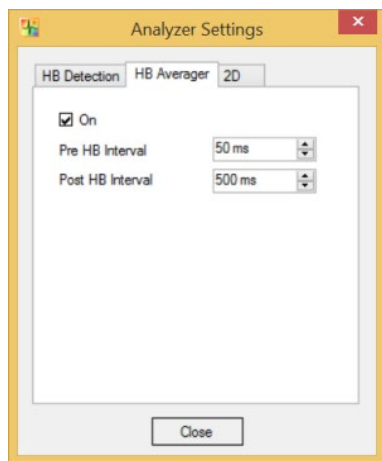 Analyzer Settings
HB Detection HB Averager 2D
On
Pre HB Interval 50 ms
Post HB Interval 500 ms
Close